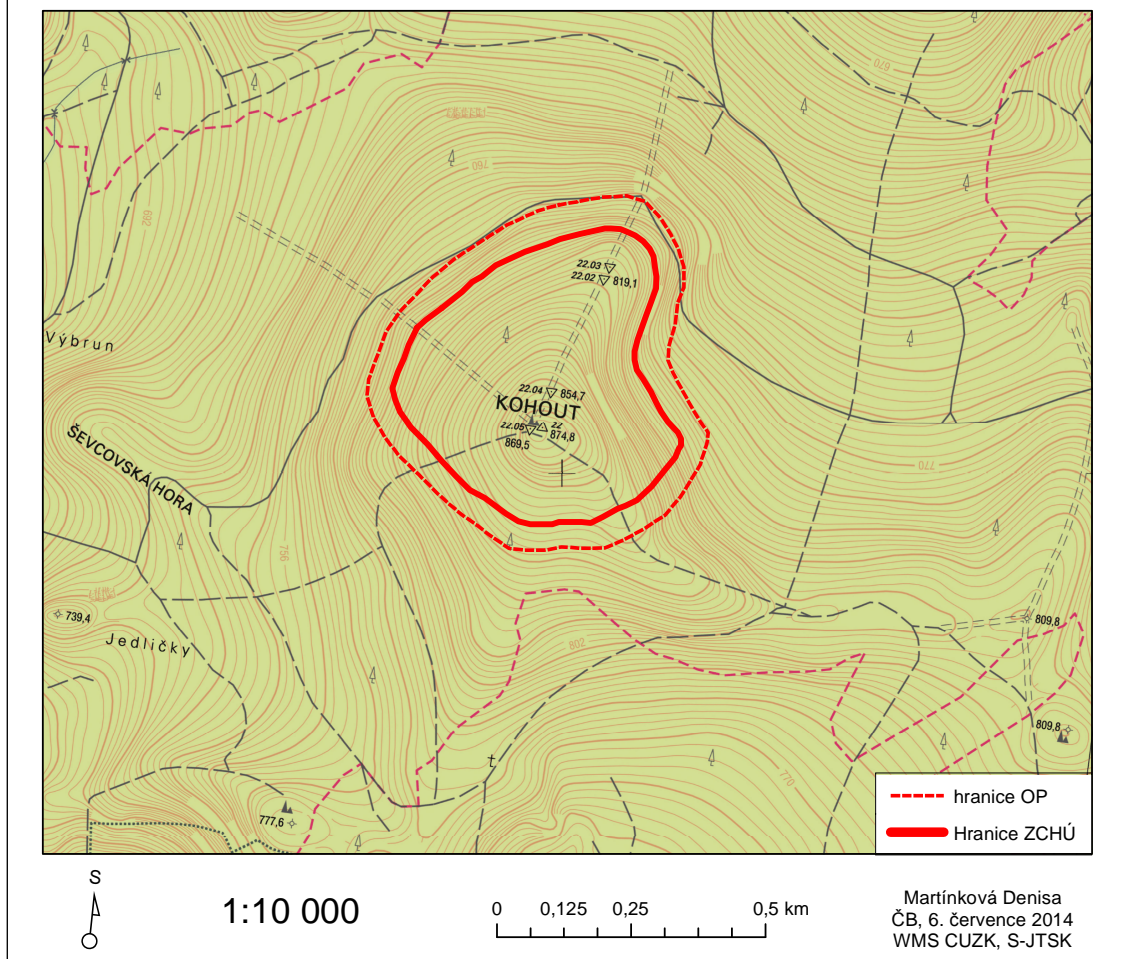 670
760
692
22.03
22.02 819,1
Výbrun
22.04 854,7
KOHOUT
22.05 22
874,8
869,5
ŠEVCOVSKÁ HORA
770
756
739,4
Jedličky
802
809,8
809,8
t
770
777,6
hranice OP
Hranice ZCHÚ
S
1:10 000
0 0,125 0,25 0,5 km
Martínková Denisa
ČB, 6. července 2014
WMS CUZK, S-JTSK